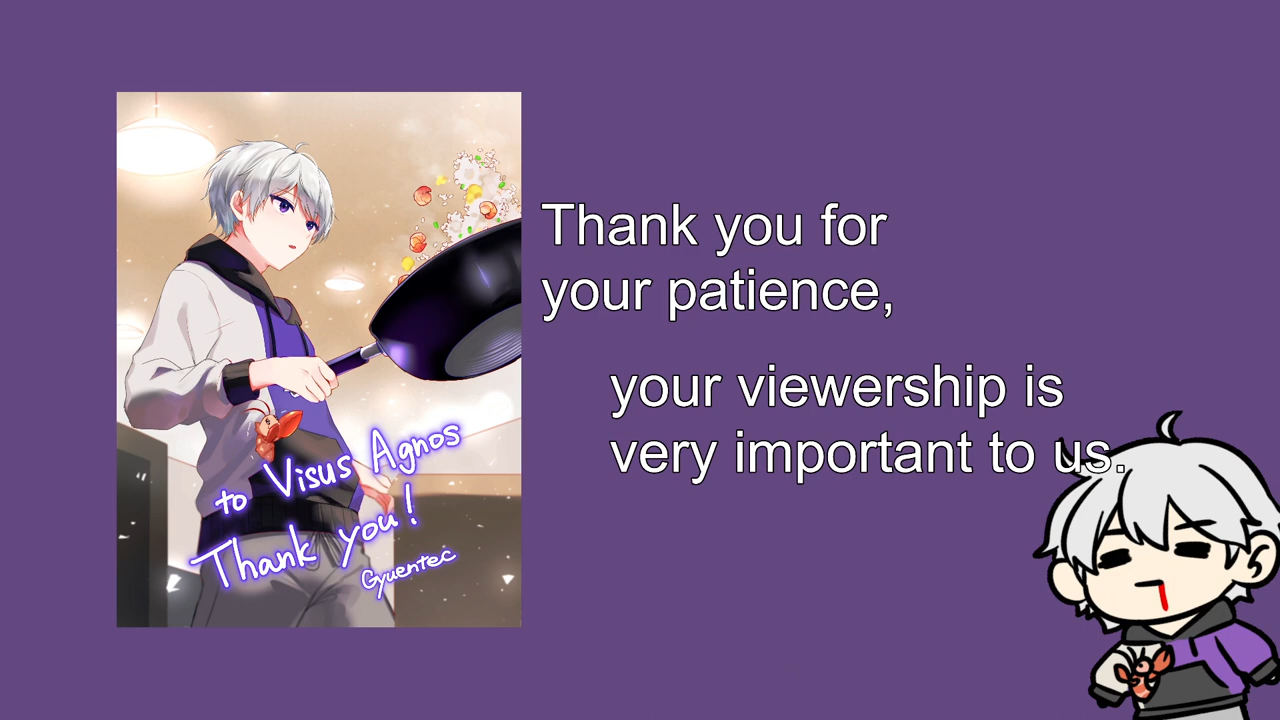 Thank you for
your patience,
your viewership is
very important to us.
to Visus Agnos
Thank you!
Gyuentec